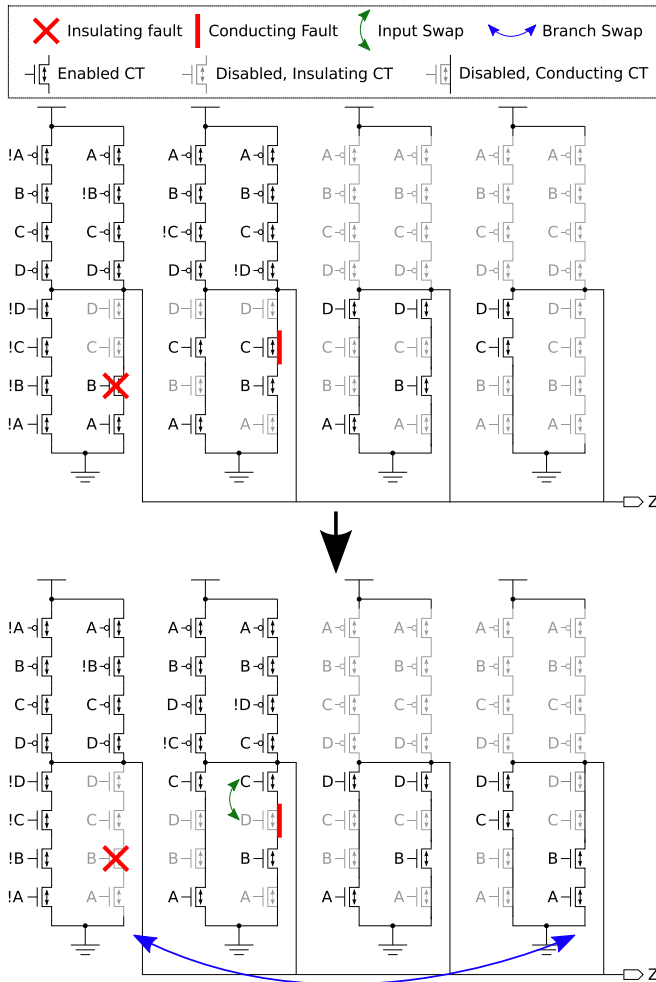 Insulating fault Conducting Fault Input Swap Branch Swap
Enabled CT Disabled, Insulating CT Disabled, Conducting CT
!A A A A A A A A
B !B B B B B B B
C C !C C C C C C
D D D !D D D D D
!D D D D D D D D
!C C C C C C C C
!B B B B B B B B
!A A A A A A A A
Z
!A A A A A A A A
B !B B B B B B B
C C D !D C C C C
D D !C C D D D D
!D D C C D D D D
!C C D D C C C C
!B B B B B B B B
!A A A A A A A A
Z